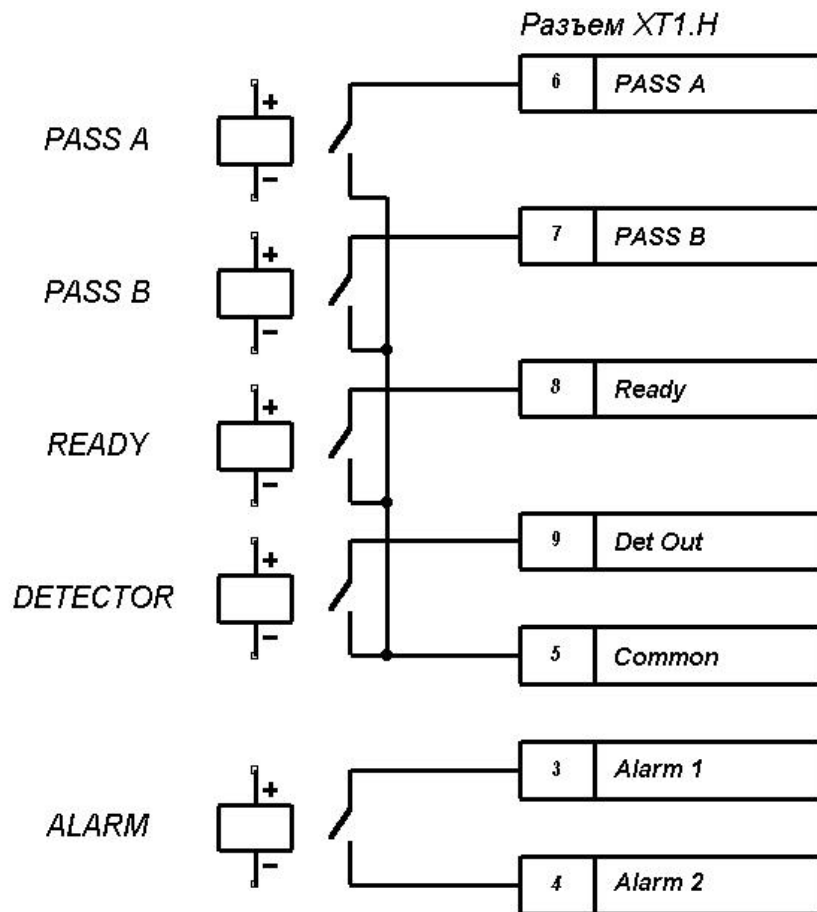 Разъем XT1.H
6 PASS A
PASS A
+
–
7 PASS B
PASS B
+
–
8 Ready
READY
+
–
9 Det Out
DETECTOR
+
–
5 Common
3 Alarm 1
ALARM
+
–
4 Alarm 2